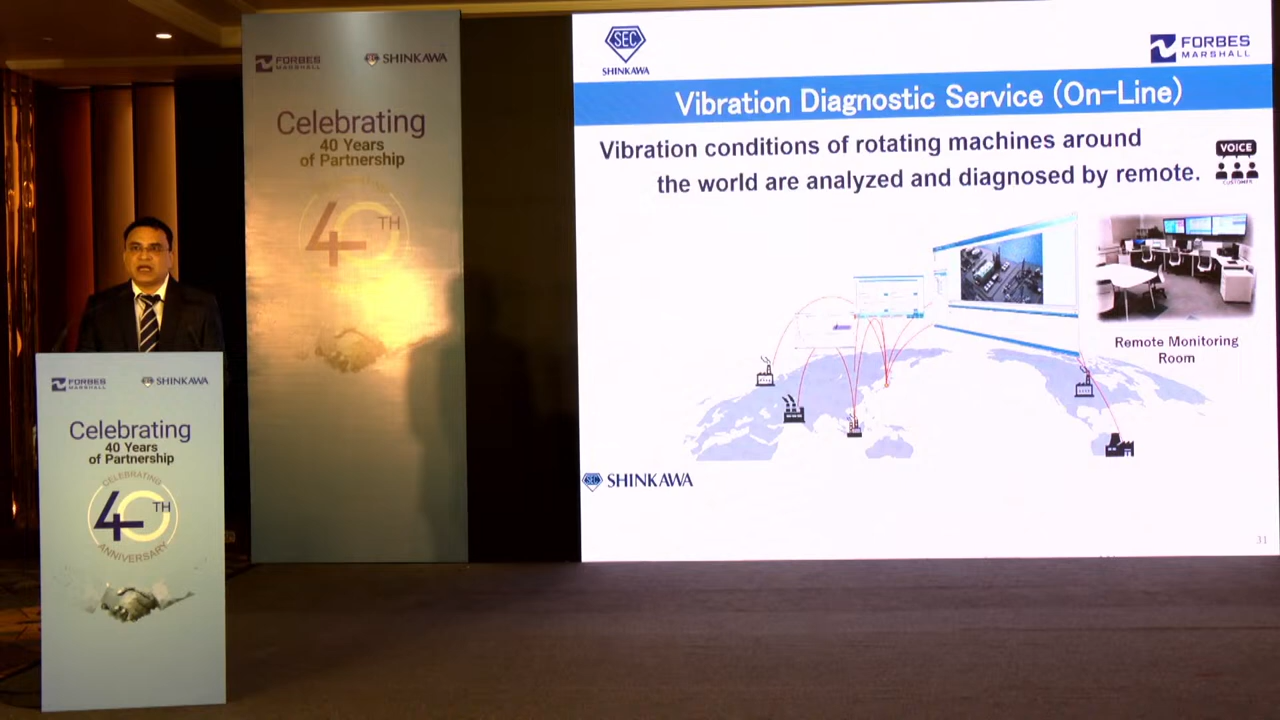 FORBES
MARSHALL
SHINKAWA
Celebrating
40 Years
of Partnership
40TH
SEC
SHINKAWA
FORBES
MARSHALL
Vibration Diagnostic Service (On-Line)
Vibration conditions of rotating machines around
the world are analyzed and diagnosed by remote.
VOICE
CUSTOMER
Remote Monitoring
Room
SEC SHINKAWA
31
FORBES
MARSHALL
SHINKAWA
Celebrating
40 Years
of Partnership
CELEBRATING
40TH
ANNIVERSARY